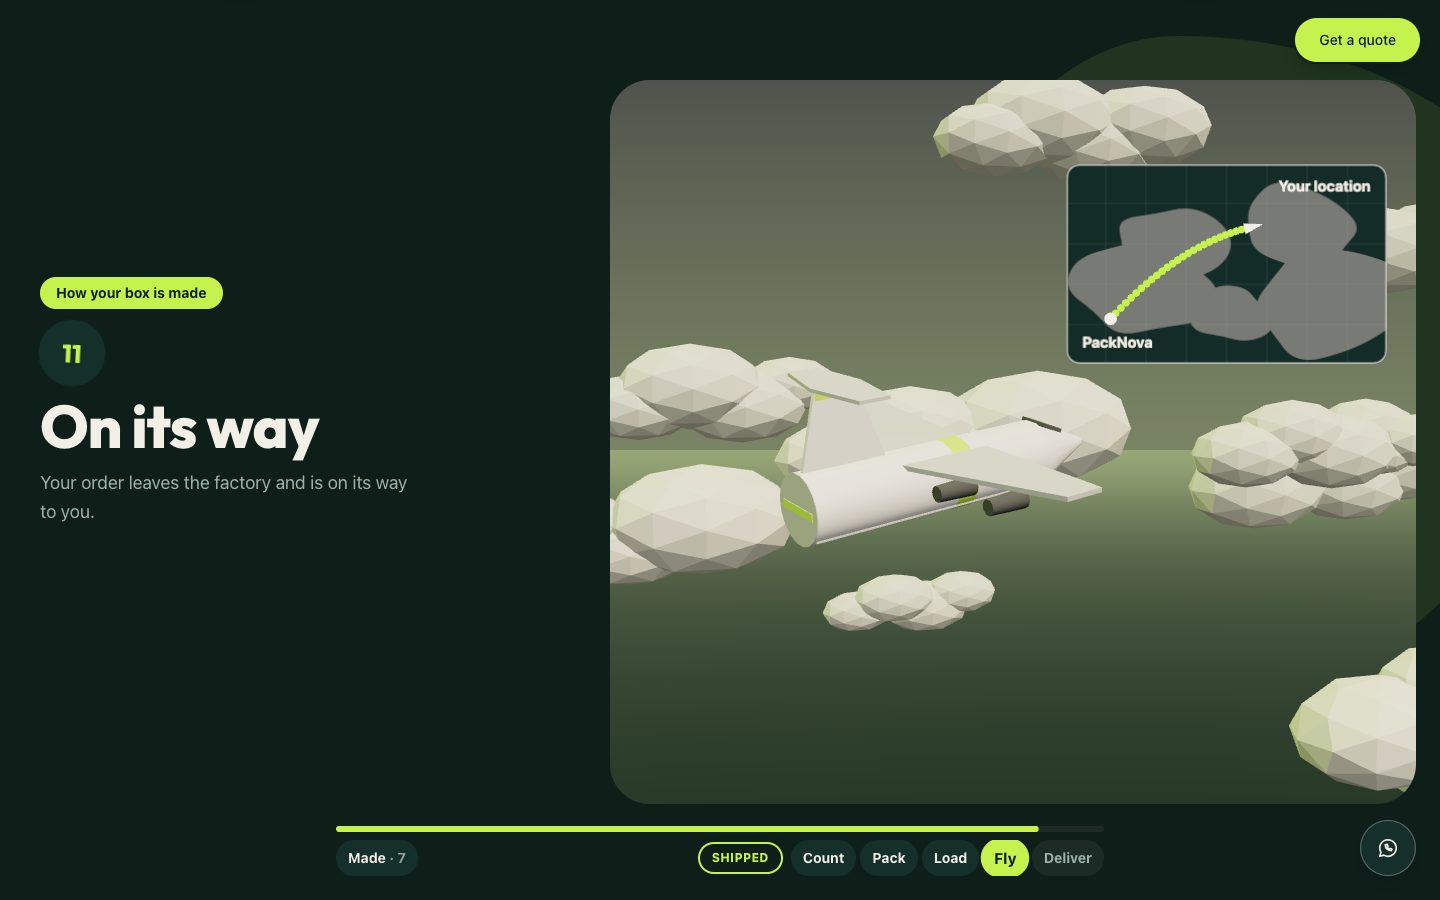 Get a quote
Your location
PackNova
How your box is made
11
On its way
Your order leaves the factory and is on its way
to you.
Made · 7
SHIPPED
Count
Pack
Load
Fly
Deliver